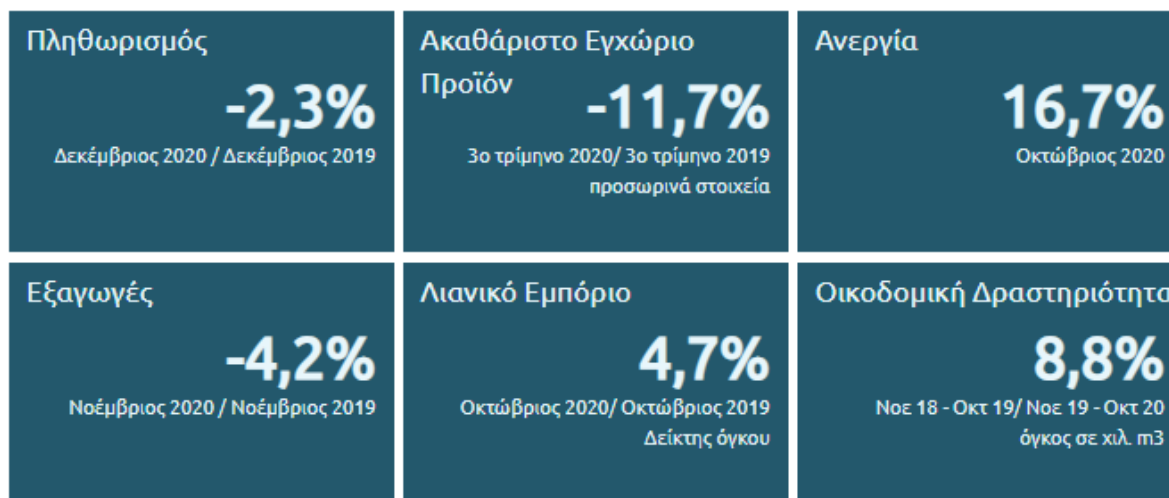 Πληθωρισμός
-2,3%
Δεκέμβριος 2020 / Δεκέμβριος 2019
Ακαθάριστο Εγχώριο
Προϊόν
-11,7%
3ο τρίμηνο 2020/ 3ο τρίμηνο 2019
προσωρινά στοιχεία
Ανεργία
16,7%
Οκτώβριος 2020
Εξαγωγές
-4,2%
Νοέμβριος 2020 / Νοέμβριος 2019
Λιανικό Εμπόριο
4,7%
Οκτώβριος 2020/ Οκτώβριος 2019
Δείκτης όγκου
Οικοδομική Δραστηριότητα
8,8%
Νοε 18 - Οκτ 19/ Νοε 19 - Οκτ 20
όγκος σε χιλ. m3